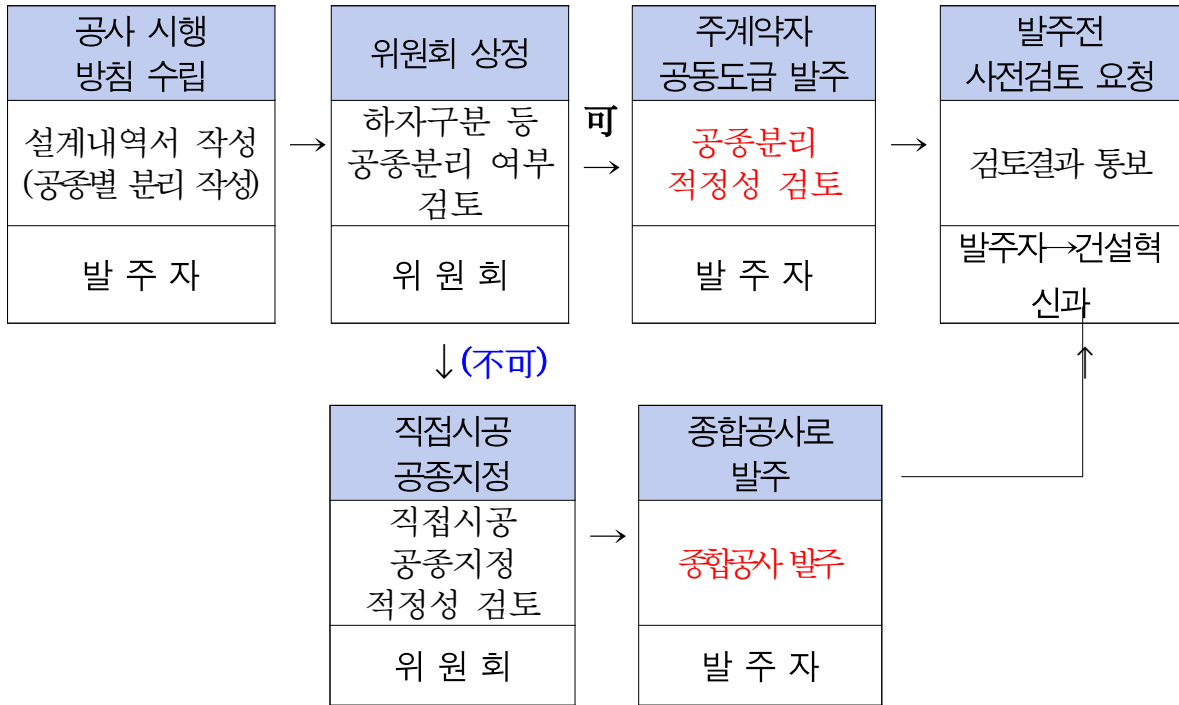 공사 시행
방침 수립
설계내역서 작성
(공종별 분리 작성)
발 주 자
→
위원회 상정
하자구분 등
공종분리 여부
검토
위 원 회
可
→
주계약자
공동도급 발주
공종분리
적정성 검토
발 주 자
→
발주전
사전검토 요청
검토결과 통보
발주자→건설혁
신과
↓(不可)
↑
직접시공
공종지정
직접시공
공종지정
적정성 검토
위 원 회
→
종합공사로
발주
종합공사 발주
발 주 자